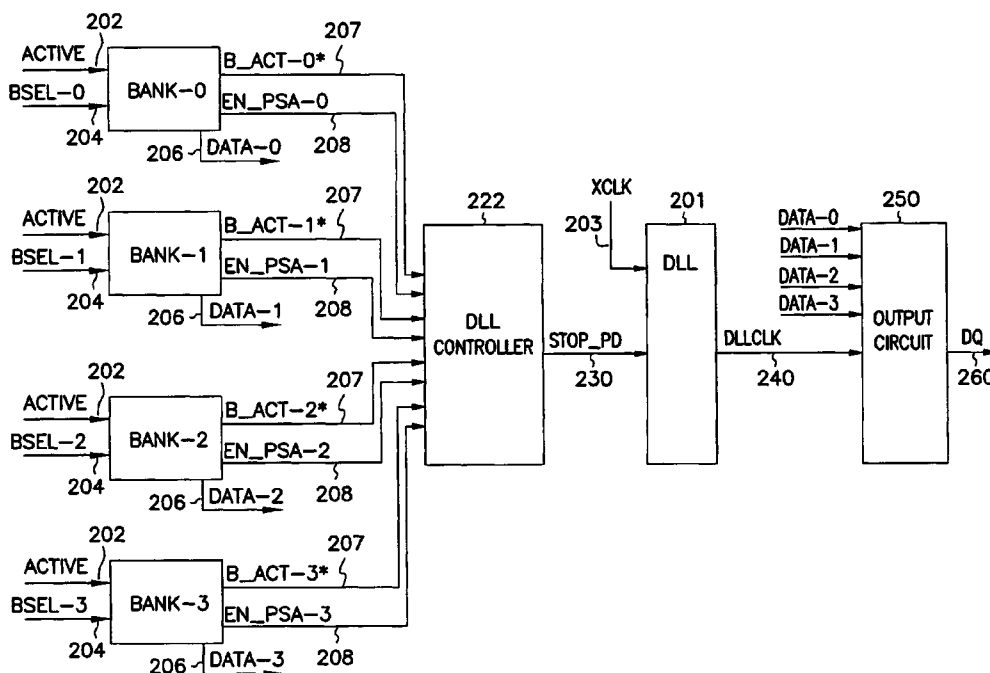 202
ACTIVE
BSEL-0
204
BANK-0
B_ACT-0*
207
EN_PSA-0
208
206
DATA-0
202
ACTIVE
BSEL-1
204
BANK-1
B_ACT-1*
207
EN_PSA-1
208
206
DATA-1
202
ACTIVE
BSEL-2
204
BANK-2
B_ACT-2*
207
EN_PSA-2
208
206
DATA-2
202
ACTIVE
BSEL-3
204
BANK-3
B_ACT-3*
207
EN_PSA-3
208
206
DATA-3
222
DLL
CONTROLLER
STOP_PD
230
XCLK
203
201
DLL
DLLCLK
240
250
DATA-0
DATA-1
DATA-2
DATA-3
OUTPUT
CIRCUIT
DQ
260